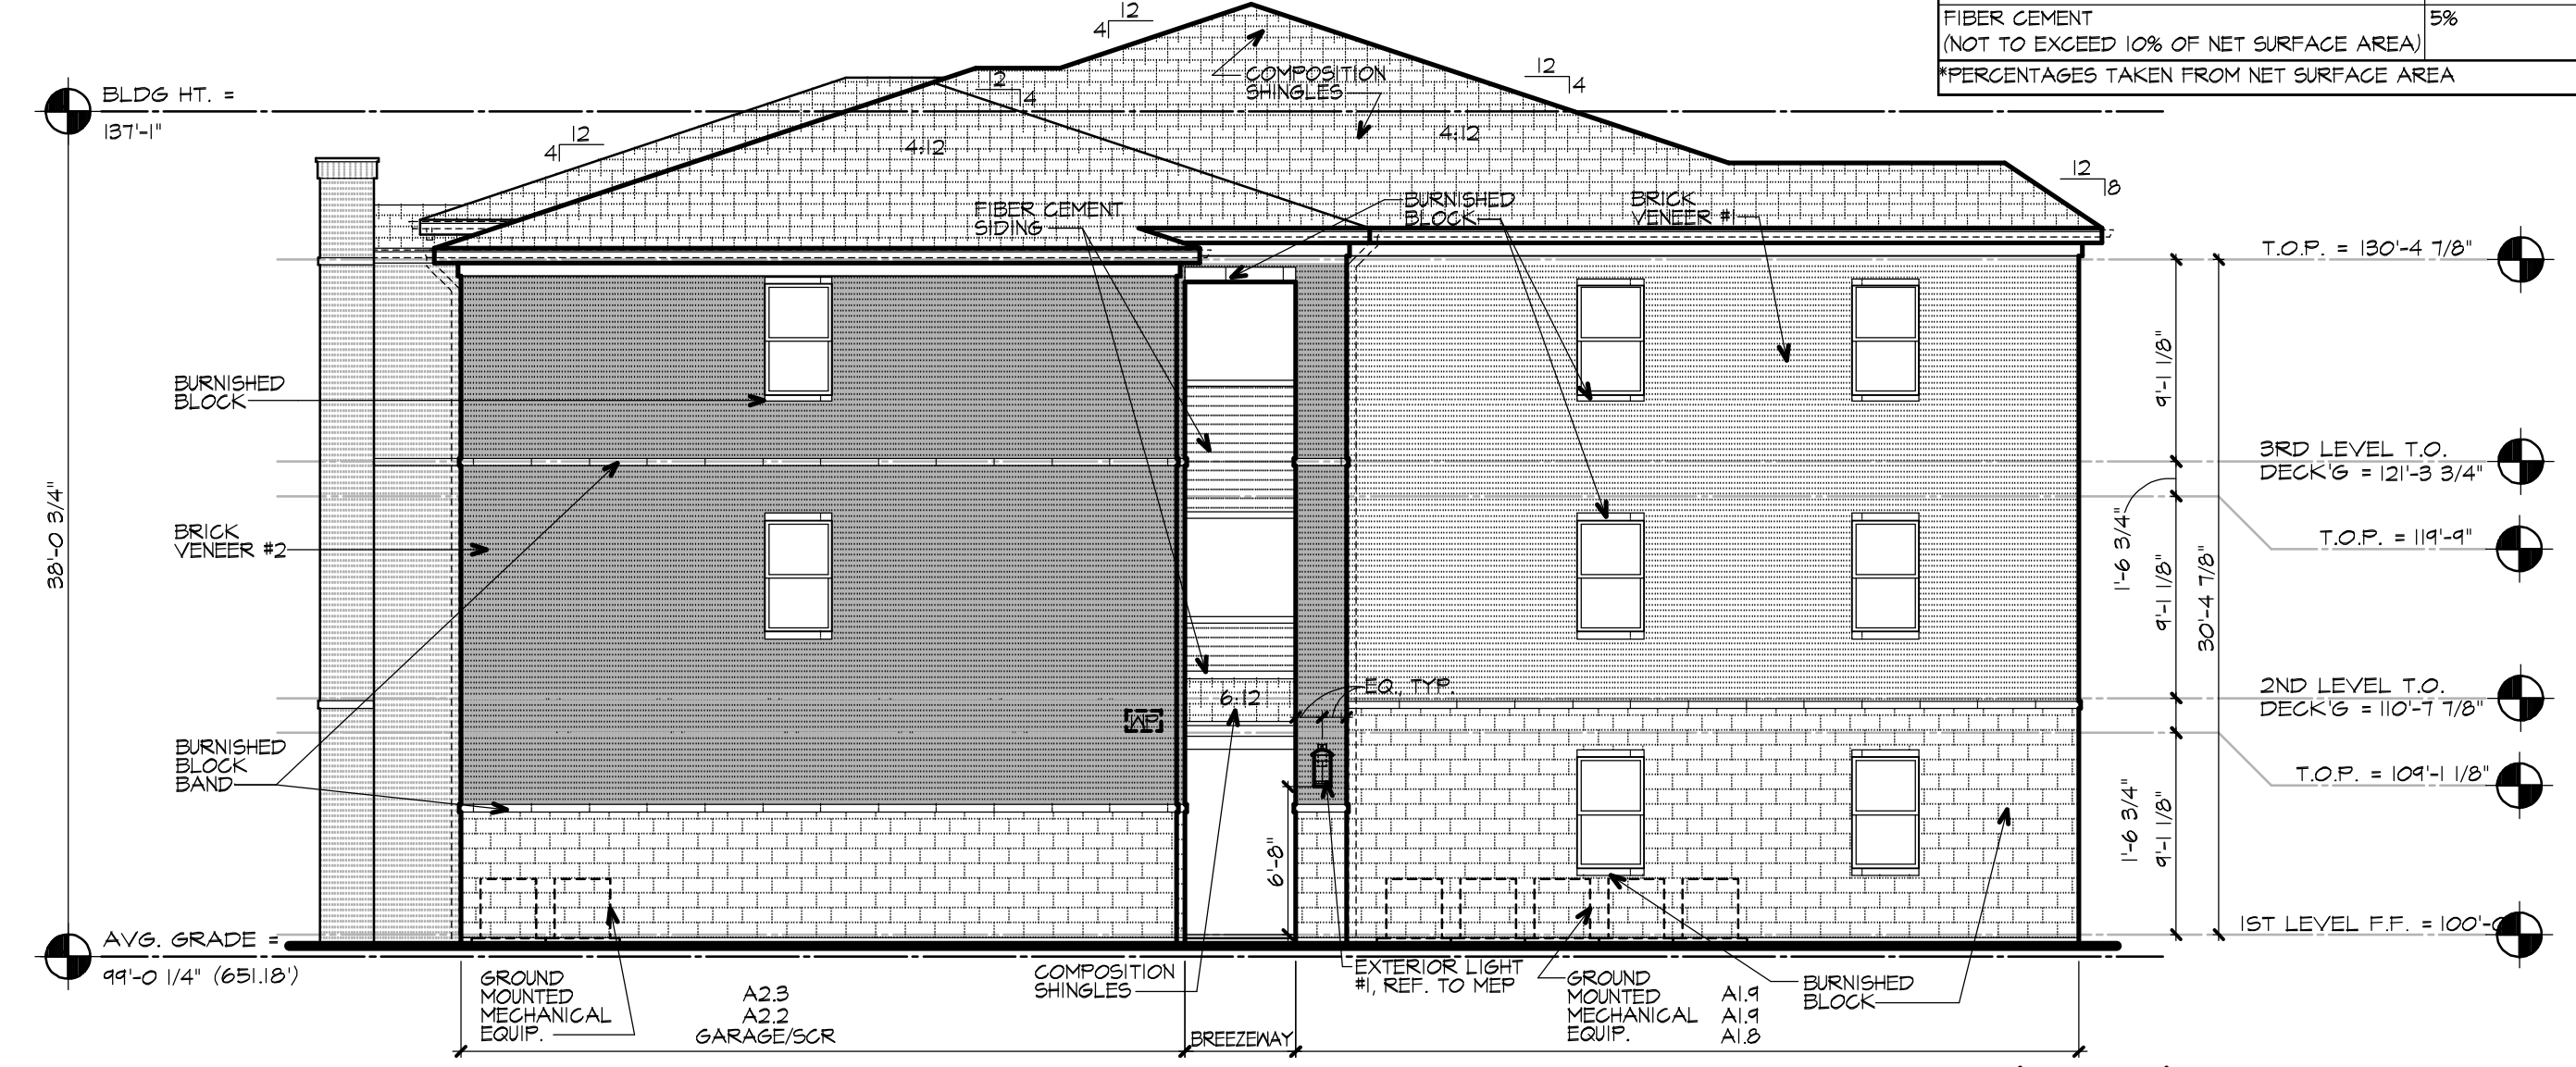 FIBER CEMENT
5%
(NOT TO EXCEED 10% OF NET SURFACE AREA)
*PERCENTAGES TAKEN FROM NET SURFACE AREA
12
4
12
4
12
4
12
4
12
8
COMPOSITION
SHINGLES
4:12
4:12
BLDG HT. =
137'-1"
FIBER CEMENT
SIDING
BURNISHED
BLOCK
BRICK
VENEER #1
T.O.P. = 130'-4 7/8"
9'-1 1/8"
BURNISHED
BLOCK
3RD LEVEL T.O.
DECK'G = 121'-3 3/4"
38'-0 3/4"
BRICK
VENEER #2
1'-6 3/4"
T.O.P. = 119'-9"
9'-1 1/8"
30'-4 7/8"
EQ., TYP.
6:12
WP
2ND LEVEL T.O.
DECK'G = 110'-7 7/8"
BURNISHED
BLOCK
BAND
T.O.P. = 109'-1 1/8"
1'-6 3/4"
9'-1 1/8"
6'-8"
1ST LEVEL F.F. = 100'-0
AVG. GRADE =
99'-0 1/4" (651.18')
GROUND
MOUNTED
MECHANICAL
EQUIP.
A2.3
A2.2
GARAGE/SCR
COMPOSITION
SHINGLES
BREEZEWAY
EXTERIOR LIGHT
#1, REF. TO MEP
GROUND
MOUNTED
MECHANICAL
EQUIP.
A1.9
A1.9
A1.8
BURNISHED
BLOCK